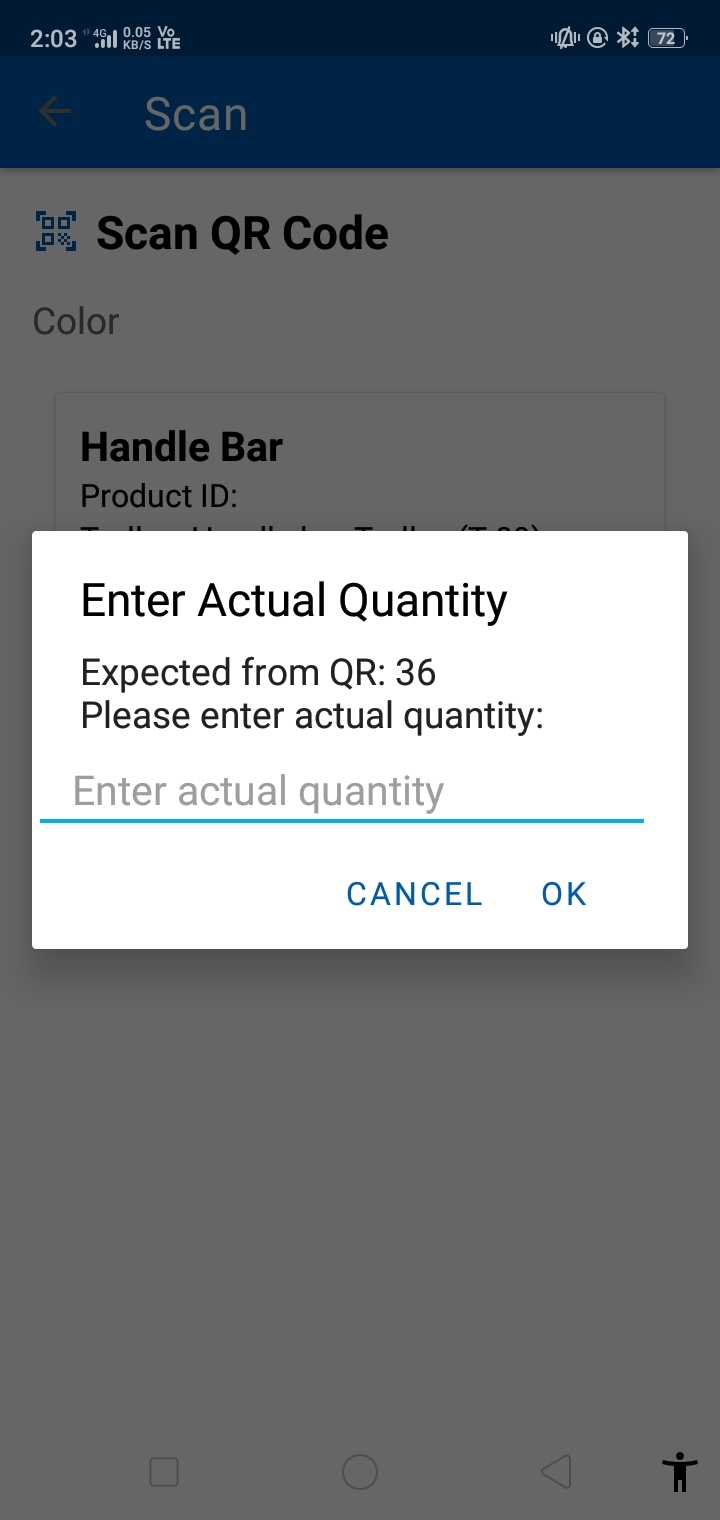 2:03 4G 0.05 KB/S Vo LTE 72
Scan
Scan QR Code
Color
Handle Bar
Product ID:
Enter Actual Quantity
Expected from QR: 36
Please enter actual quantity:
Enter actual quantity
CANCEL OK